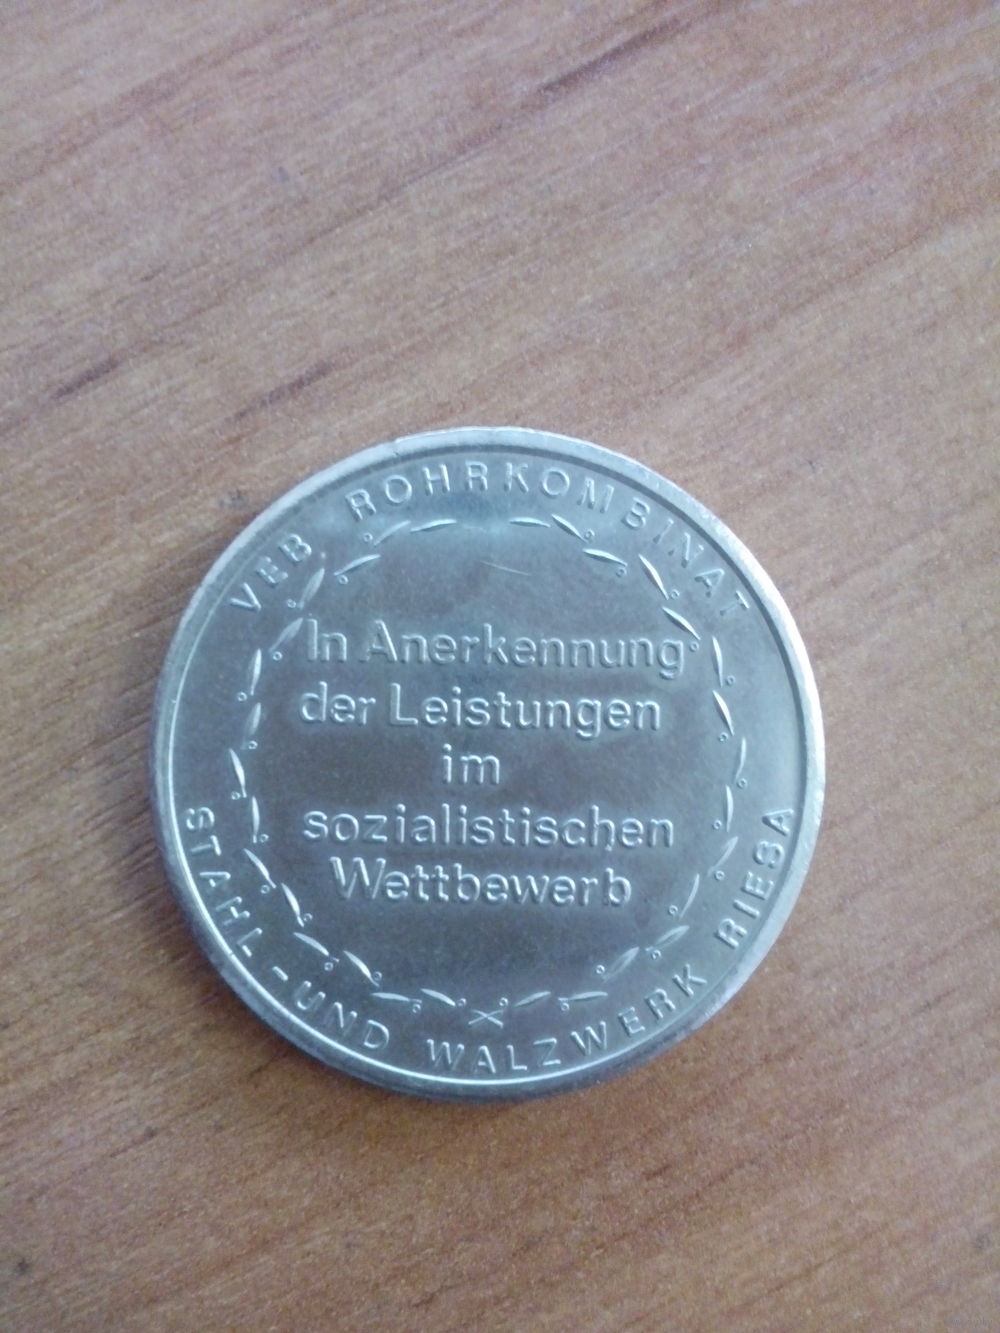 VEB ROHRKOMBINAT
In Anerkennung
der Leistungen
im
sozialistischen
Wettbewerb
STAHL-UND WALZWERK RIESA